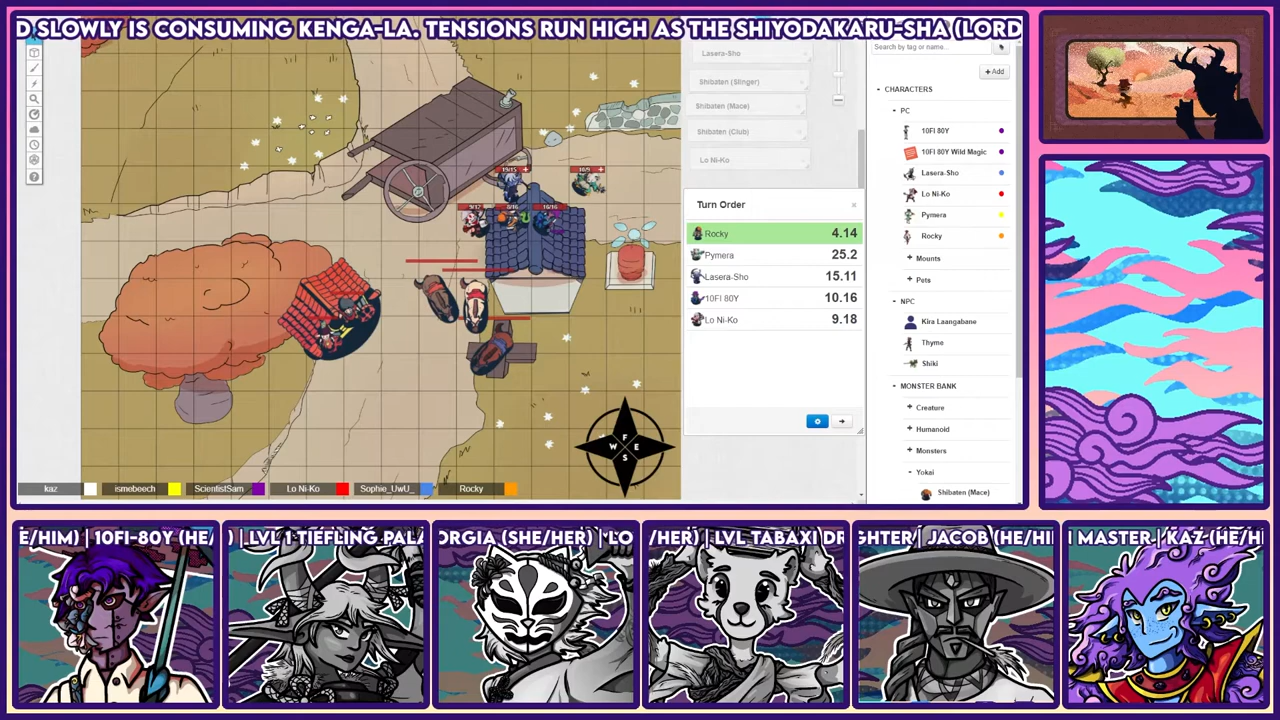 D, SLOWLY IS CONSUMING KENGA-LA. TENSIONS RUN HIGH AS THE SHIYODAKARU-SHA (LORD
Search by tag or name...
+ Add
CHARACTERS
PC
10FI 80Y
10FI 80Y Wild Magic
Lasera-Sho
Lo Ni-Ko
Pymera
Rocky
Mounts
Pets
NPC
Kira Laangabane
Thyme
Shiki
MONSTER BANK
Creature
Humanoid
Monsters
Yokai
Shibaten (Mace)
Lasera-Sho
Shibaten (Slinger)
Shibaten (Mace)
Shibaten (Club)
Lo Ni-Ko
Turn Order
Rocky 4.14
Pymera 25.2
Lasera-Sho 15.11
10FI 80Y 10.16
Lo Ni-Ko 9.18
F
W E
S
kaz ismebeech ScientistSam Lo Ni-Ko Sophie_UwU_ Rocky
E/HIM) | 10FI-80Y (HE/
) | LVL 1 TIEFLING PALA
ORGIA (SHE/HER) | LO
/HER) | LVL TABAXI DR
GHTER | JACOB (HE/HI
MASTER | KAZ (HE/HI